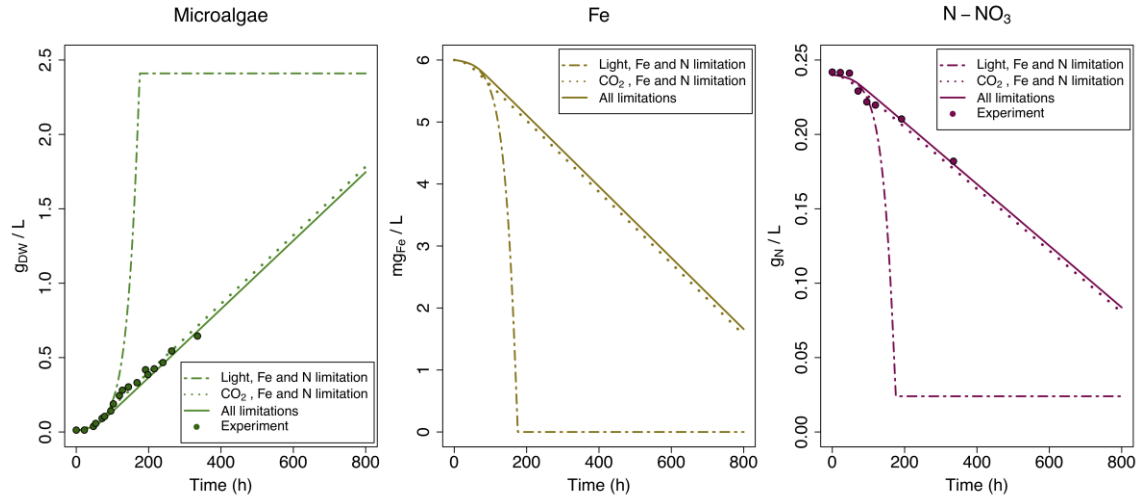 Microalgae
g_DW / L
2.5
2.0
1.5
1.0
0.5
0.0
0 200 400 600 800
Time (h)
Light, Fe and N limitation
CO₂ , Fe and N limitation
All limitations
Experiment
Fe
mg_Fe / L
6
5
4
3
2
1
0
0 200 400 600 800
Time (h)
Light, Fe and N limitation
CO₂ , Fe and N limitation
All limitations
N – NO₃
g_N / L
0.25
0.20
0.15
0.10
0.05
0.00
0 200 400 600 800
Time (h)
Light, Fe and N limitation
CO₂ , Fe and N limitation
All limitations
Experiment